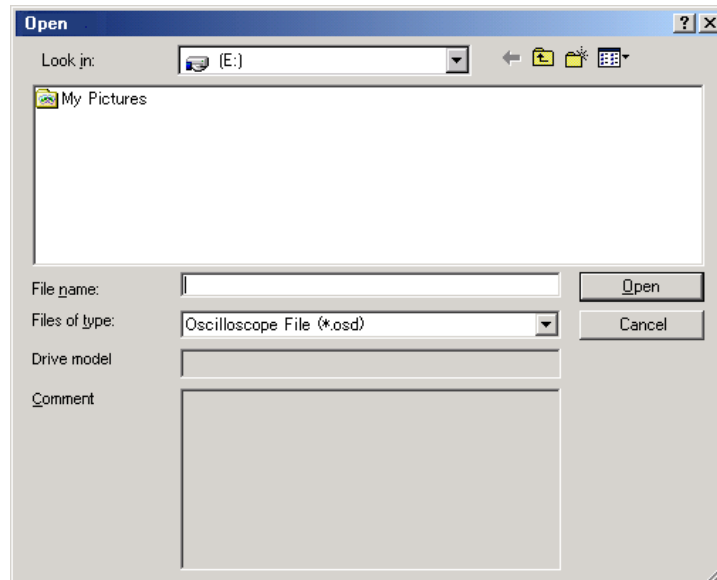 Open
Look in: (E:)
My Pictures
File name: Open
Files of type: Oscilloscope File (*.osd) Cancel
Drive model
Comment